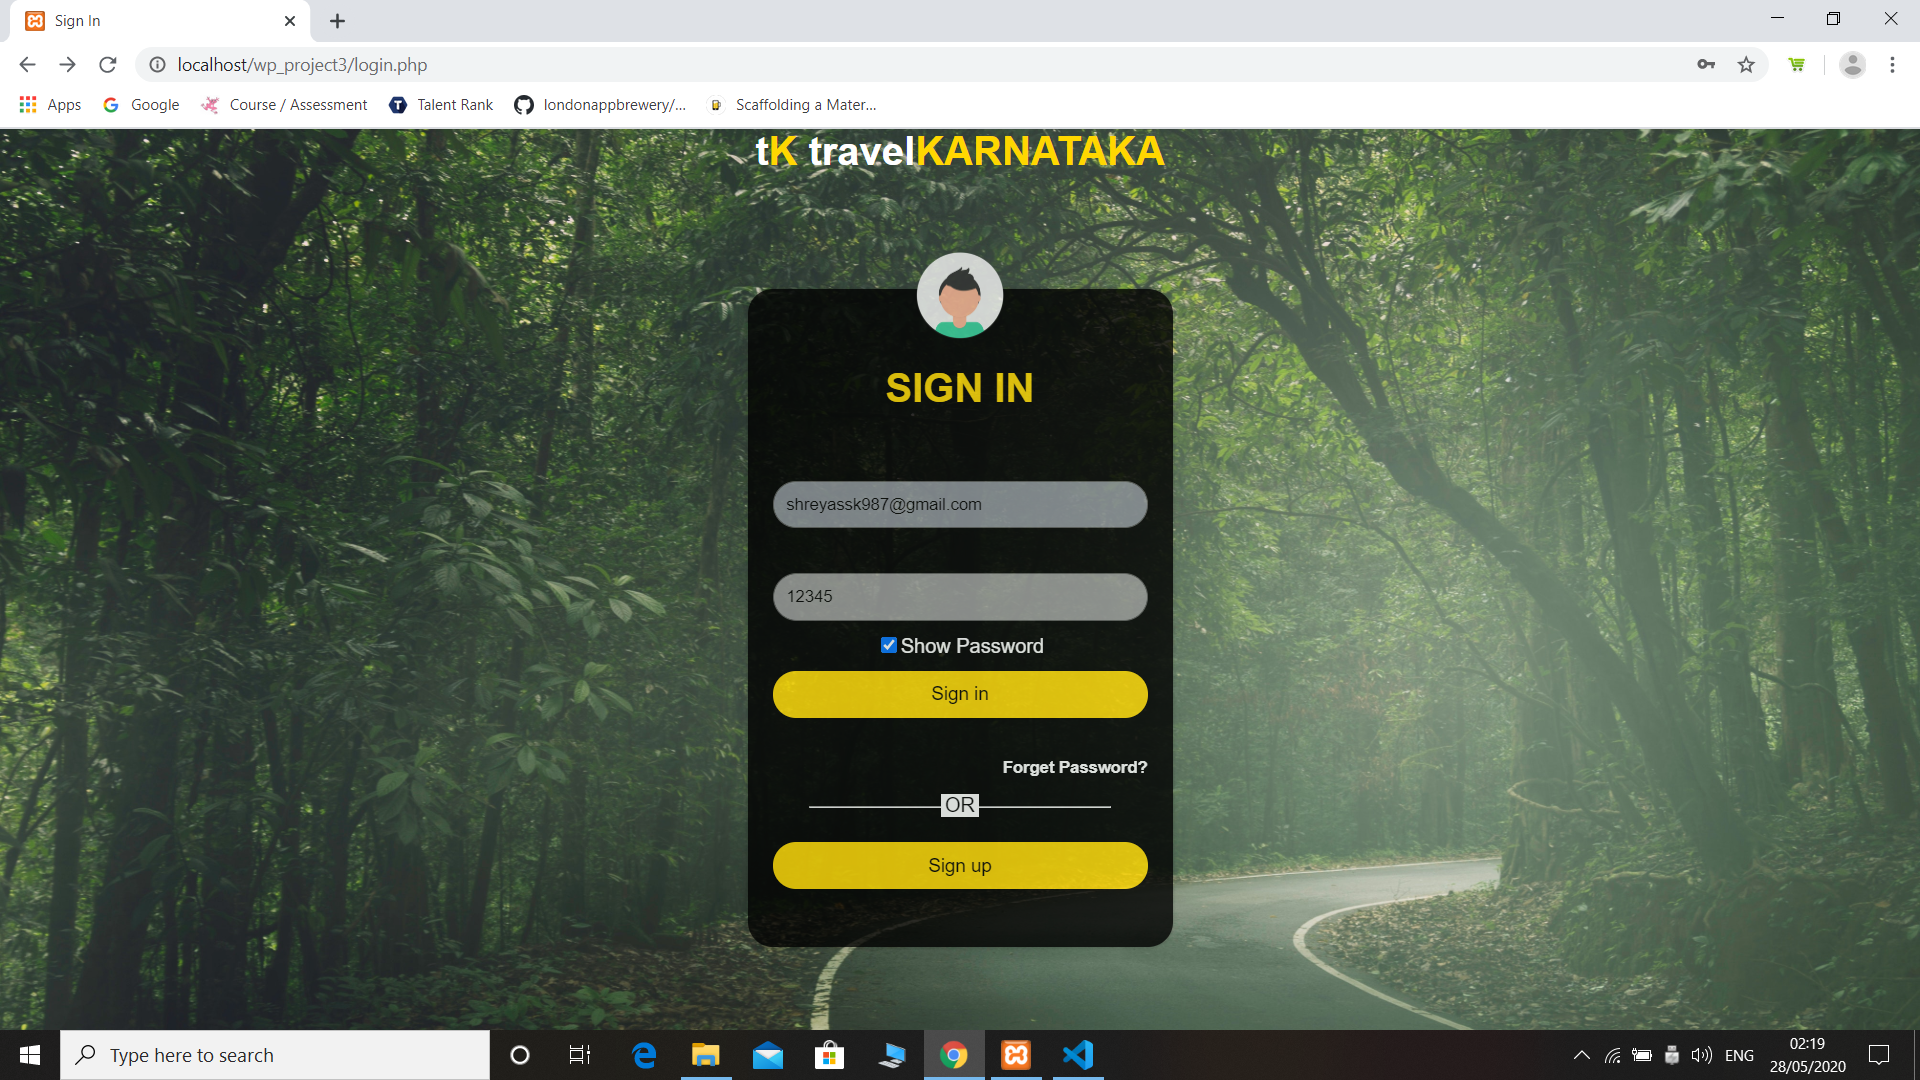 Sign In
localhost/wp_project3/login.php
Apps
Google
Course / Assessment
Talent Rank
londonappbrewery/...
Scaffolding a Mater...
tK travelKARNATAKA
SIGN IN
shreyassk987@gmail.com
12345
Show Password
Sign in
Forget Password?
OR
Sign up
Type here to search
ENG
02:19
28/05/2020